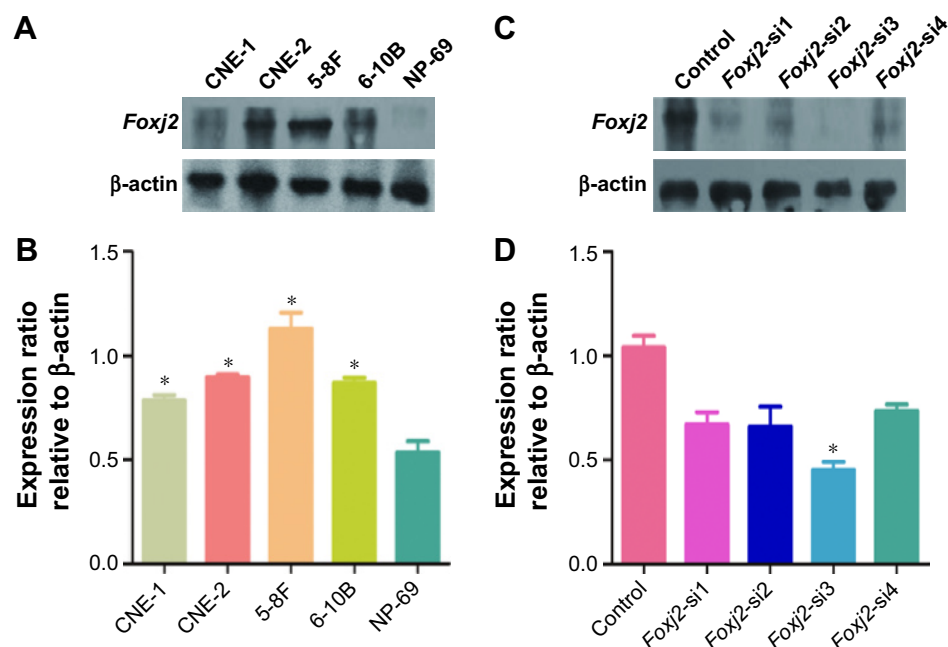 A
CNE-1 CNE-2 5-8F 6-10B NP-69
Foxj2
β-actin
B
Expression ratio
relative to β-actin
1.5
1.0
0.5
0.0
*
*
*
*
CNE-1 CNE-2 5-8F 6-10B NP-69
C
Control Foxj2-si1 Foxj2-si2 Foxj2-si3 Foxj2-si4
Foxj2
β-actin
D
Expression ratio
relative to β-actin
1.5
1.0
0.5
0.0
*
Control Foxj2-si1 Foxj2-si2 Foxj2-si3 Foxj2-si4